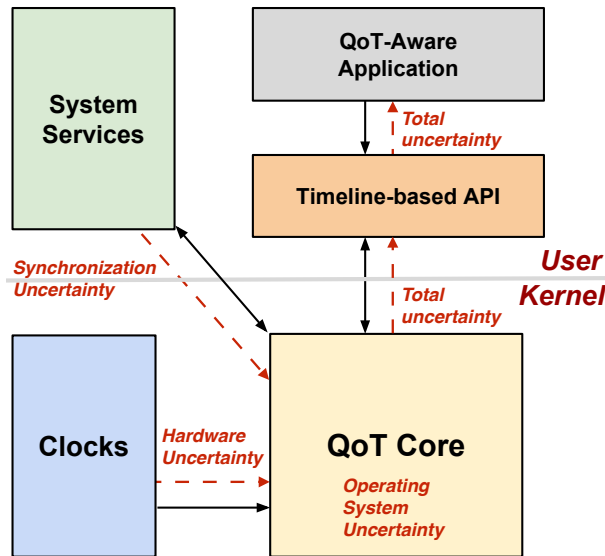 QoT-Aware
Application
System
Services
Total
uncertainty
Timeline-based API
Synchronization
Uncertainty
User
Kernel
Total
uncertainty
Clocks
Hardware
Uncertainty
QoT Core
Operating
System
Uncertainty